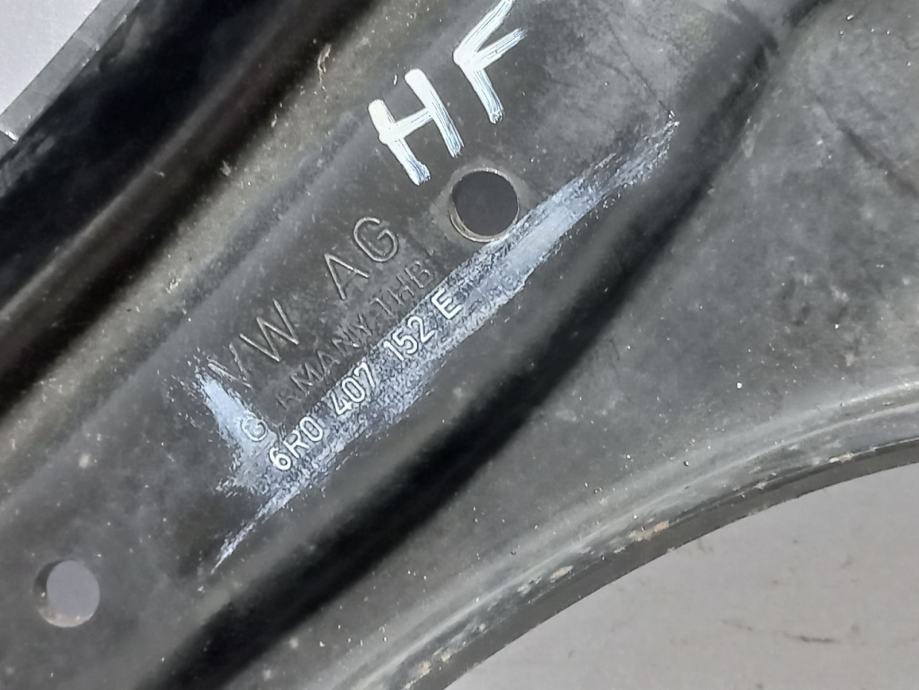 HF
VW AG
GERMANY THB
6R0 407 152 E